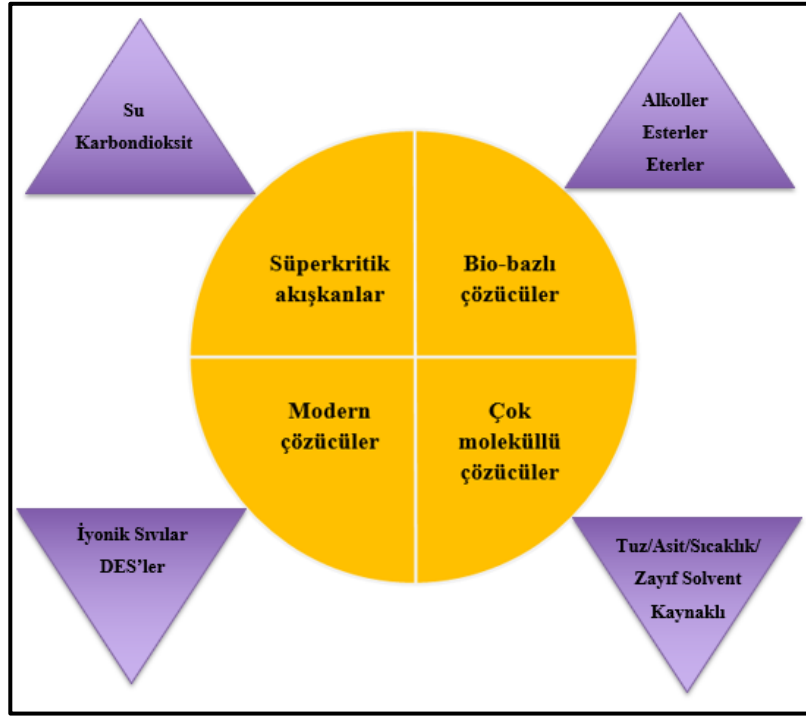 Su
Karbondioksit
Alkoller
Esterler
Eterler
Süperkritik
akışkanlar
Bio-bazlı
çözücüler
Modern
çözücüler
Çok
moleküllü
çözücüler
İyonik Sıvılar
DES’ler
Tuz/Asit/Sıcaklık/
Zayıf Solvent
Kaynaklı